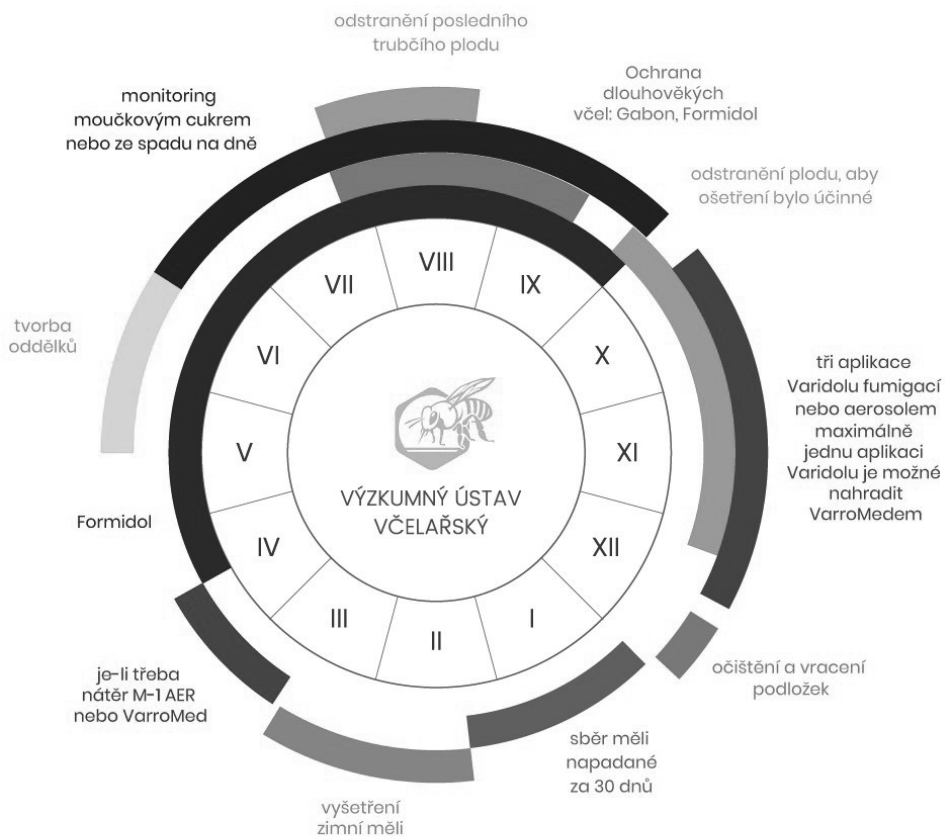 odstranění posledního
trubčího plodu
Ochrana
dlouhověkých
včel: Gabon, Formidol
monitoring
moučkovým cukrem
nebo ze spadu na dně
odstranění plodu, aby
ošetření bylo účinné
VIII
VII
IX
tvorba
oddělků
VI
X
tři aplikace
Varidolu fumigací
nebo aerosolem
maximálně
jednu aplikaci
Varidolu je možné
nahradit
VarroMedem
V
XI
VÝZKUMNÝ ÚSTAV
VČELAŘSKÝ
Formidol
IV
XII
III
II
I
je-li třeba
nátěr M-1 AER
nebo VarroMed
očištění a vracení
podložek
sběr měli
napadané
za 30 dnů
vyšetření
zimní měli